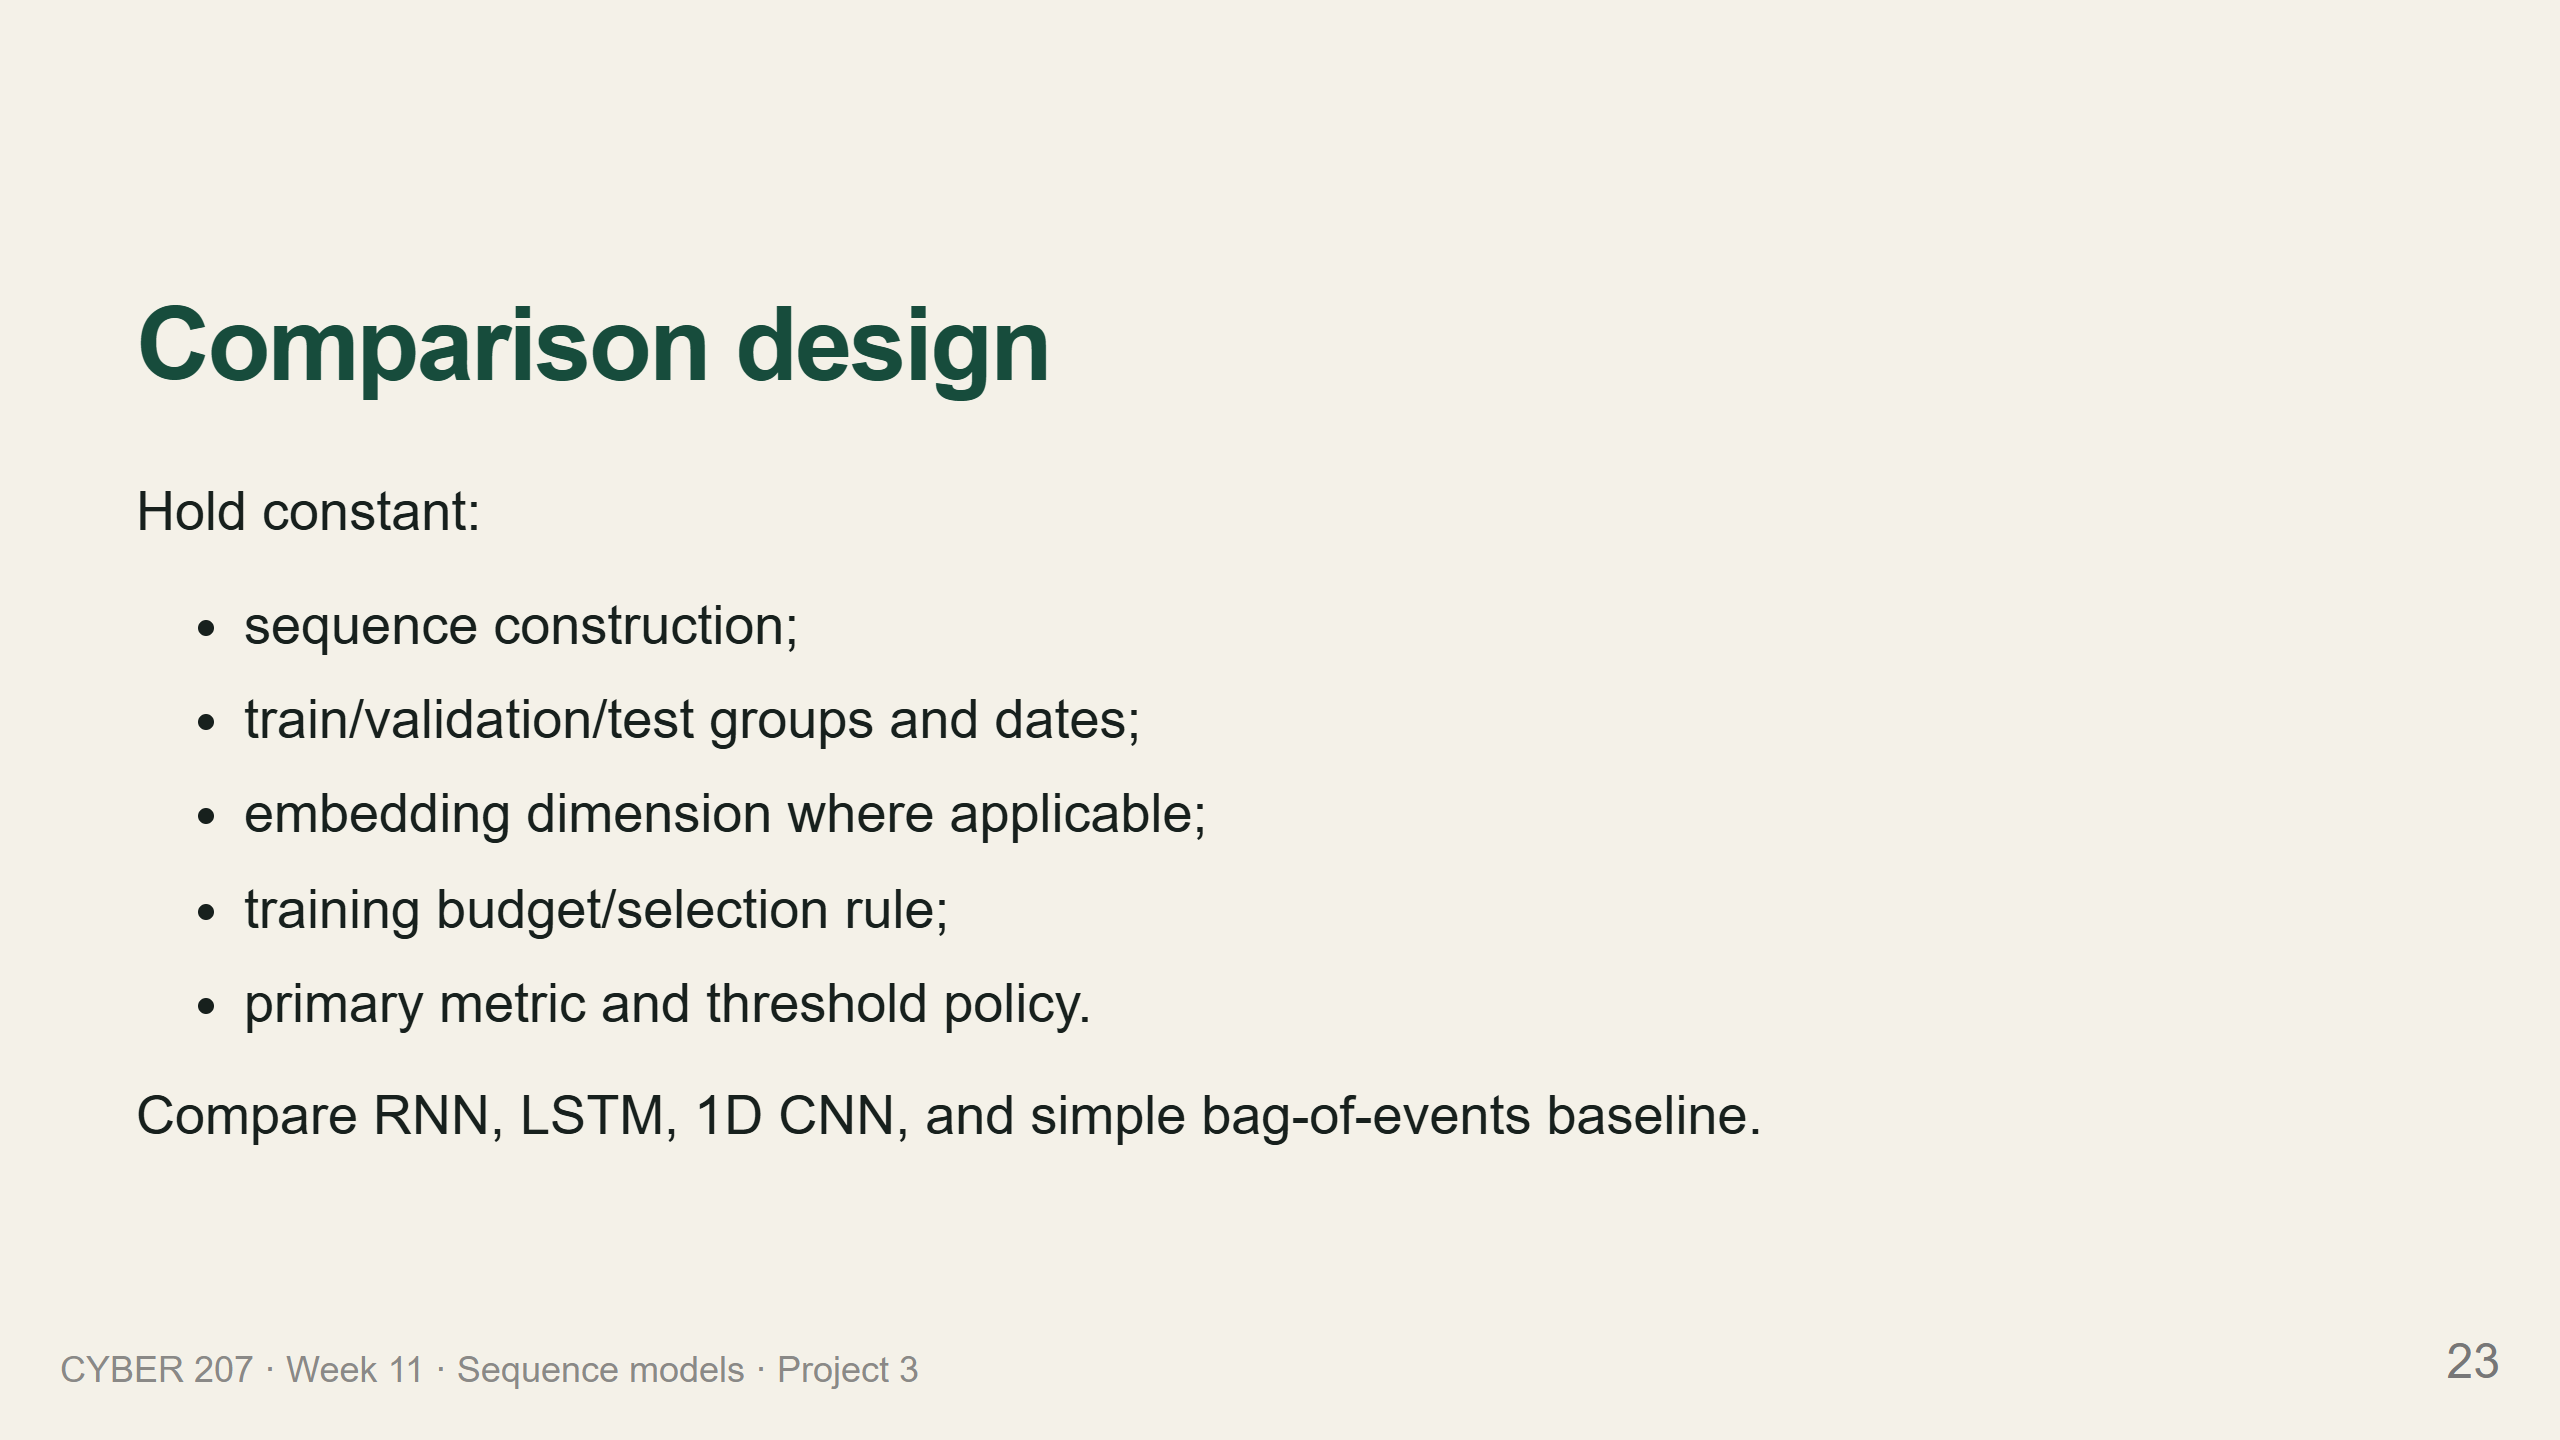 Comparison design
Hold constant:
• sequence construction;
• train/validation/test groups and dates;
• embedding dimension where applicable;
• training budget/selection rule;
• primary metric and threshold policy.
Compare RNN, LSTM, 1D CNN, and simple bag-of-events baseline.
CYBER 207 · Week 11 · Sequence models · Project 3
23